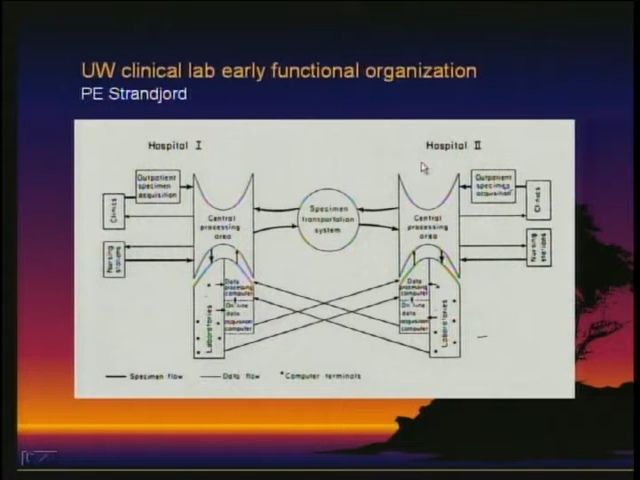 UW clinical lab early functional organization
PE Strandjord
Hospital I
Hospital II
Outpatient
specimen
acquisition
Clinics
Nursing
stations
Central
processing
area
Specimen
transportation
system
Central
processing
area
Outpatient
specimen
acquisition
Clinics
Nursing
stations
Data
processing
computer
On-line
data
acquisition
computer
Laboratories
Data
processing
computer
On-line
data
acquisition
computer
Laboratories
Specimen flow
Data flow
Computer terminals